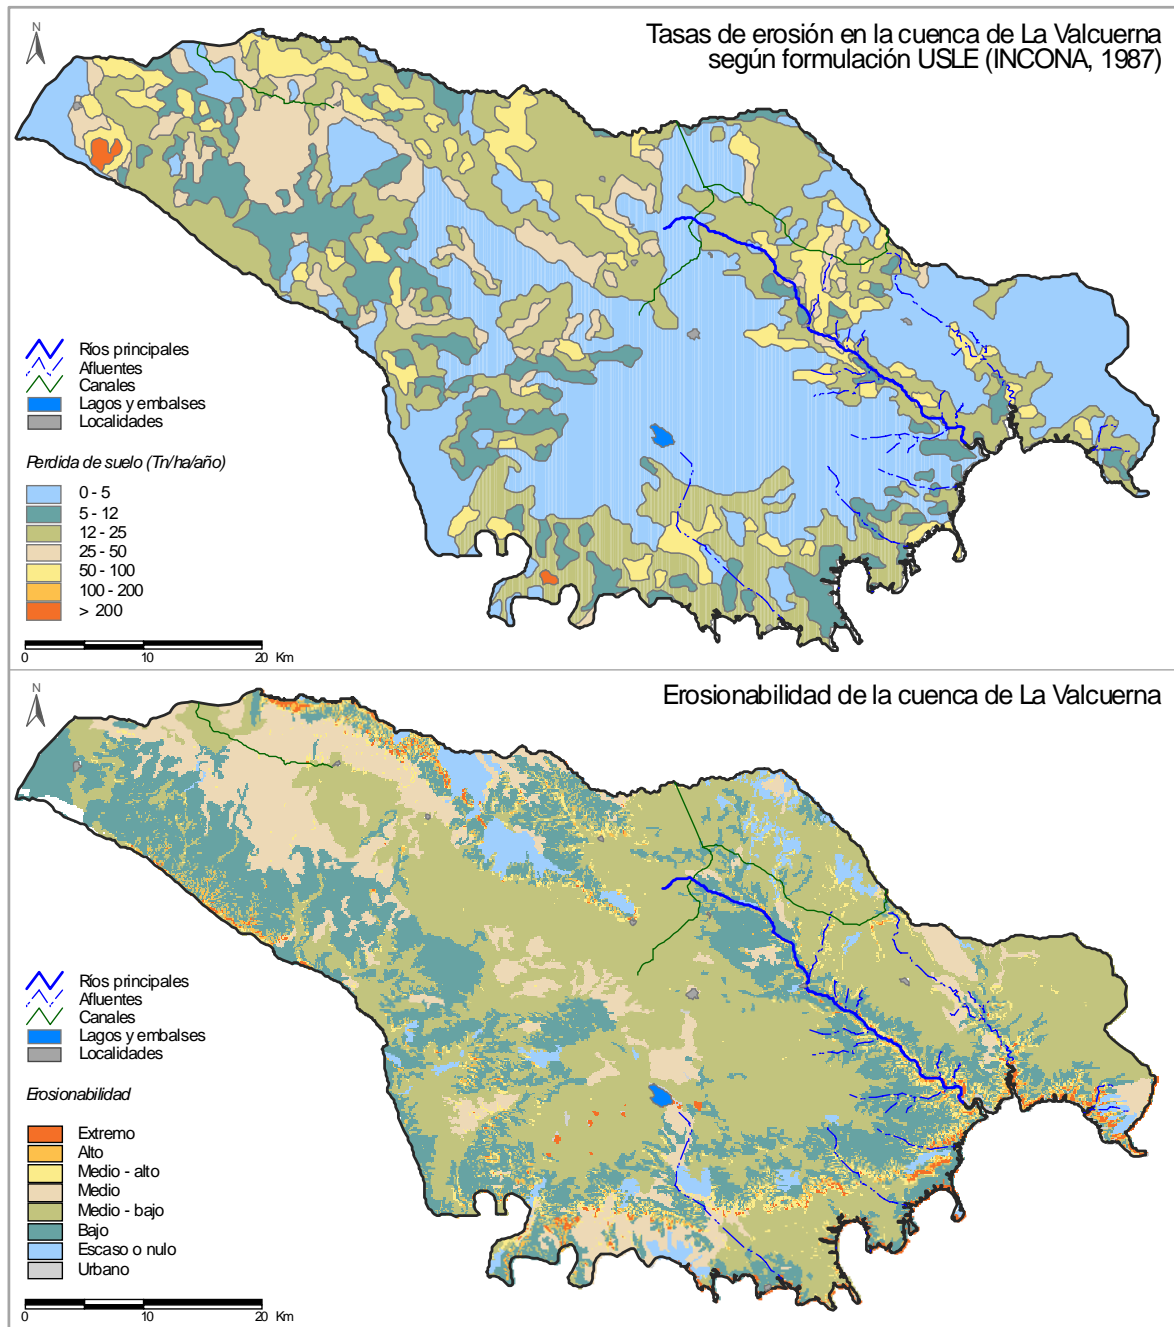 N
Tasas de erosión en la cuenca de La Valcuerna
según formulación USLE (INCONA, 1987)
Ríos principales
Afluentes
Canales
Lagos y embalses
Localidades
Perdida de suelo (Tn/ha/año)
0 - 5
5 - 12
12 - 25
25 - 50
50 - 100
100 - 200
> 200
0 10 20 Km
N
Erosionabilidad de la cuenca de La Valcuerna
Ríos principales
Afluentes
Canales
Lagos y embalses
Localidades
Erosionabilidad
Extremo
Alto
Medio - alto
Medio
Medio - bajo
Bajo
Escaso o nulo
Urbano
0 10 20 Km